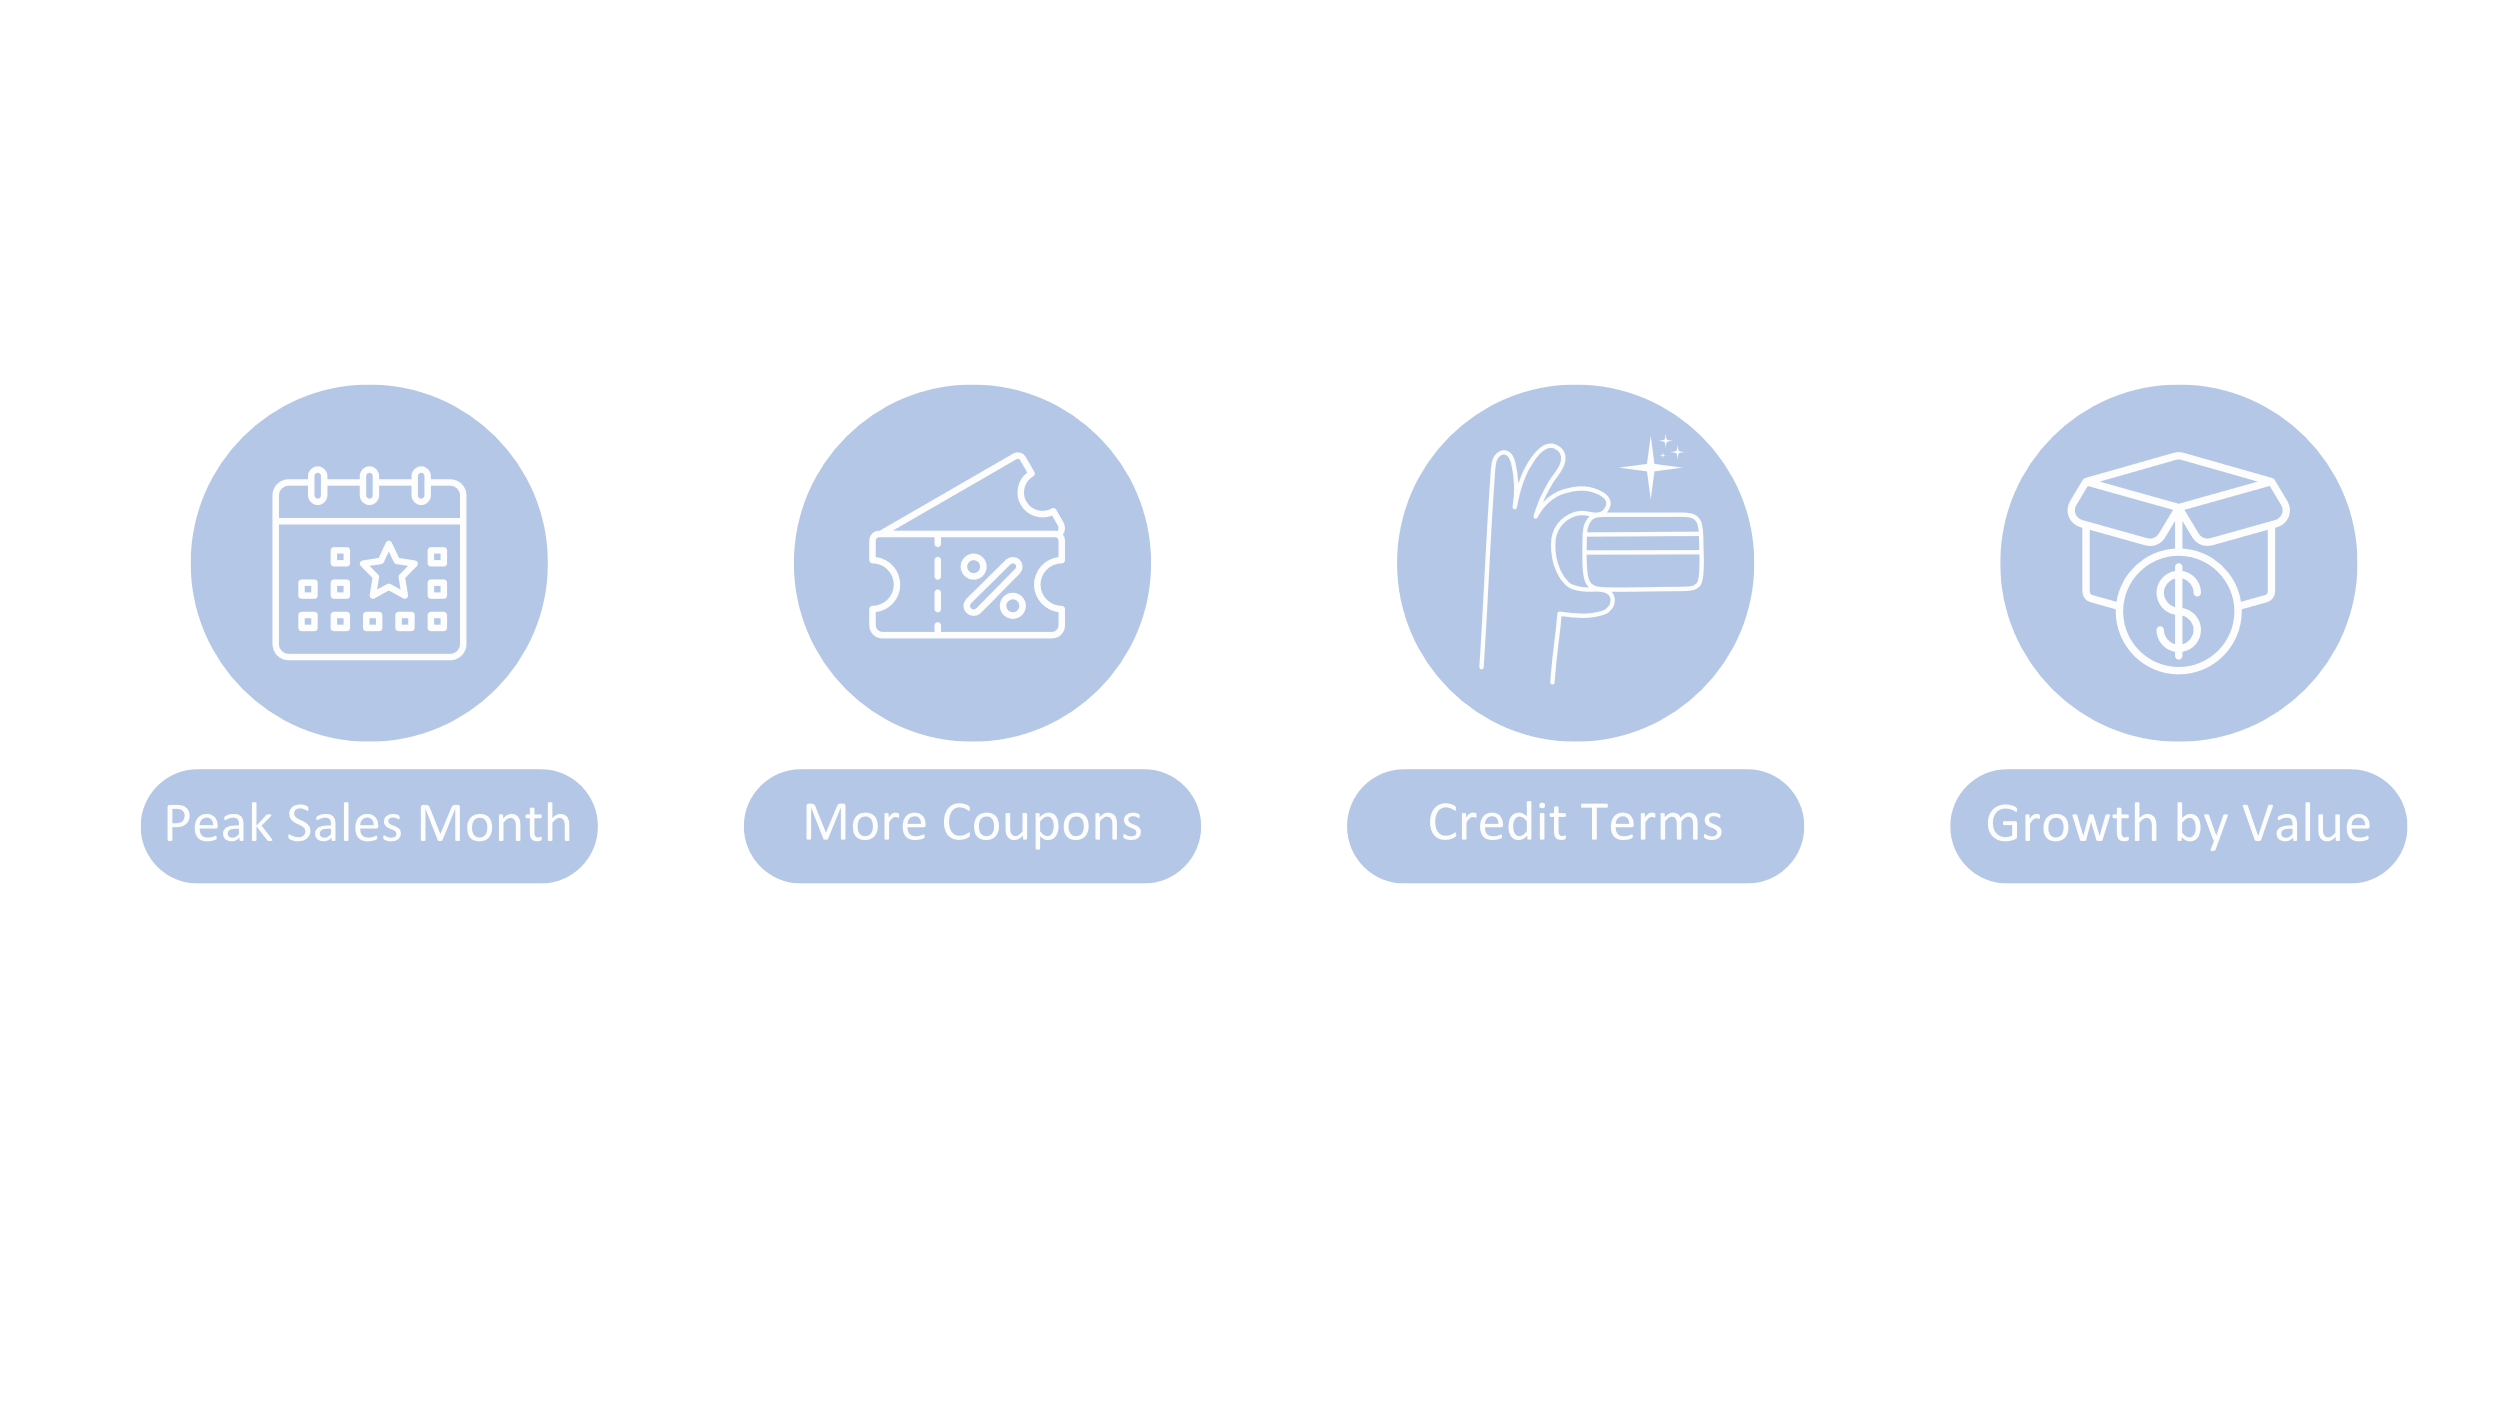 Peak Sales Month
More Coupons
Credit Terms
Growth by Value